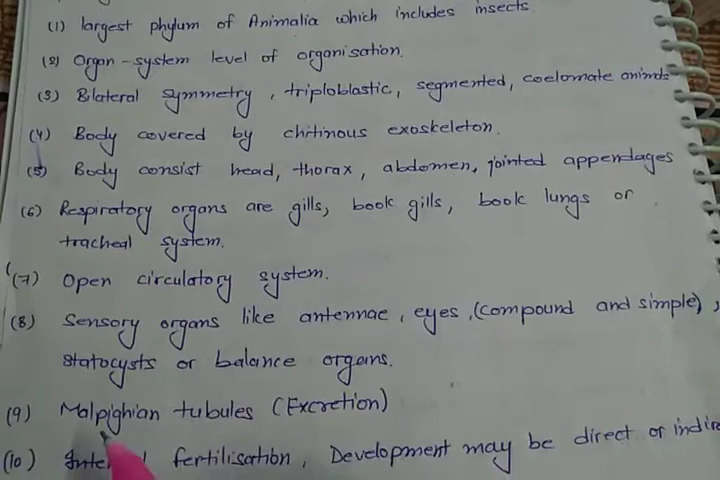 (1) largest phylum of Animalia which includes insects
(2) Organ-system level of organisation.
(3) Bilateral symmetry, triploblastic, segmented, coelomate animals
(4) Body covered by chitinous exoskeleton.
(5) Body consist head, thorax, abdomen, jointed appendages
(6) Respiratory organs are gills, book gills, book lungs or
tracheal system.
(7) Open circulatory system.
(8) Sensory organs like antennae, eyes, (compound and simple),
statocysts or balance organs.
(9) Malpighian tubules (Excretion)
(10) fertilisation, Development may be direct or indire